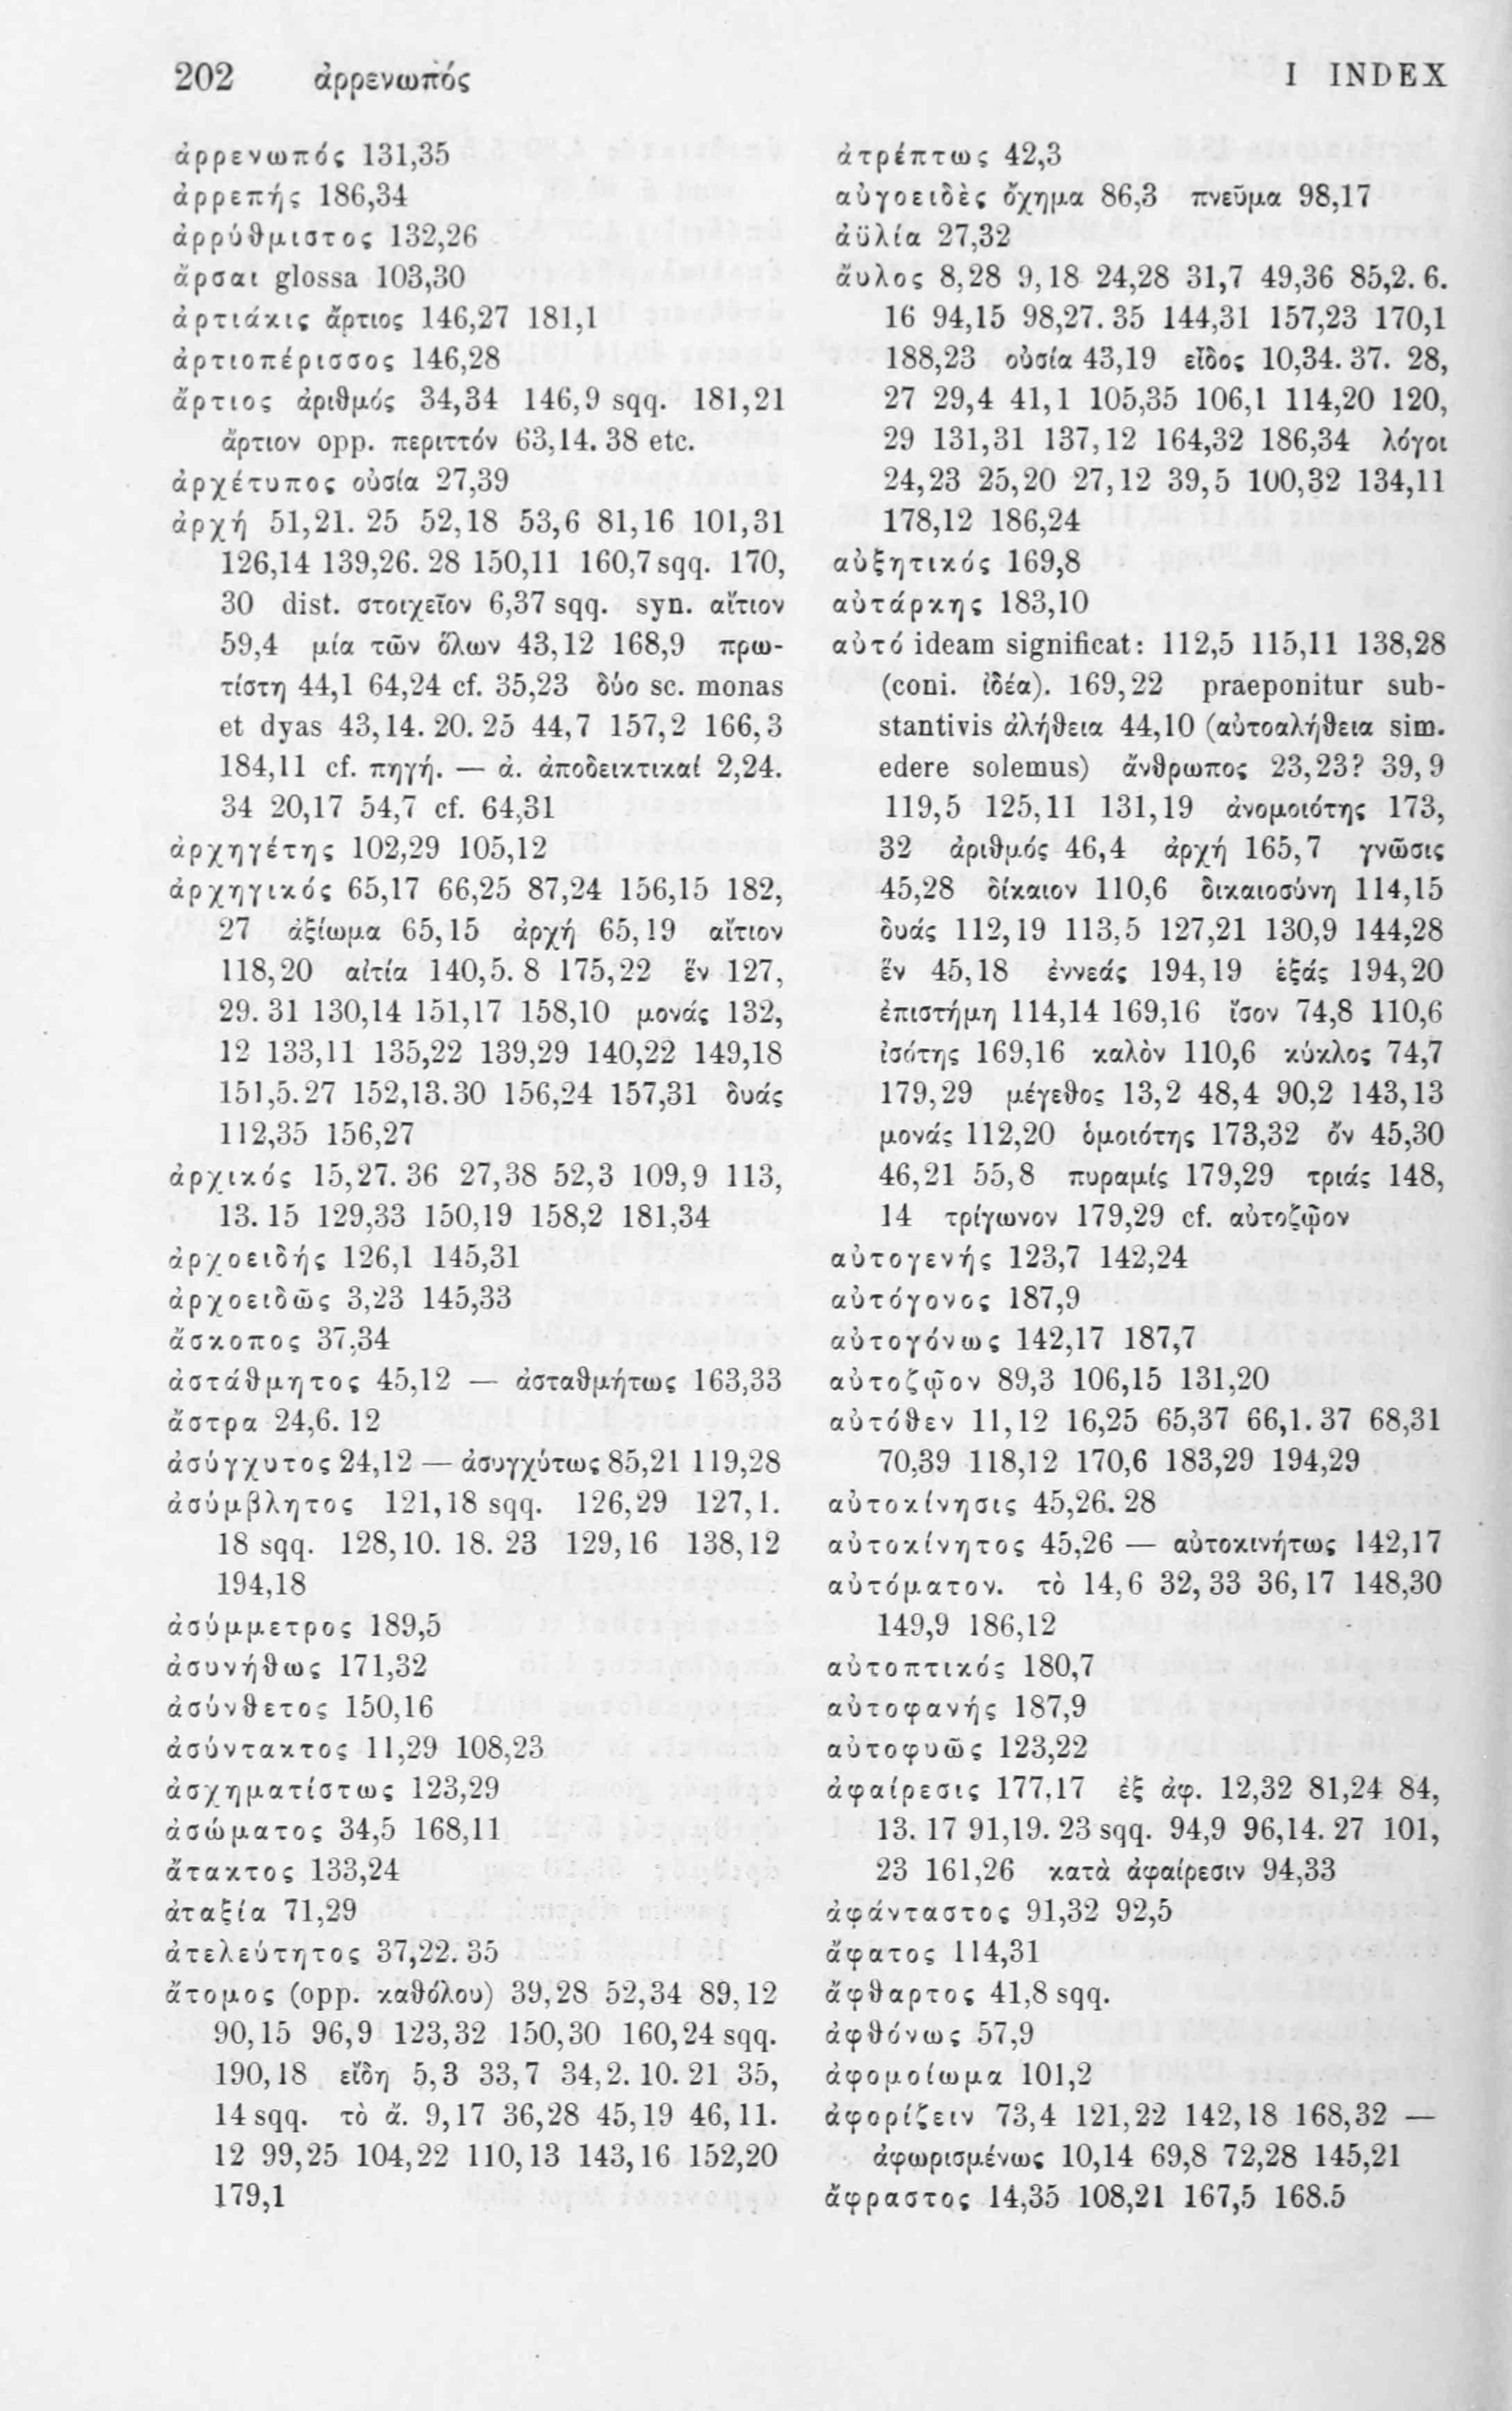 202 ἀρρενωπός
I INDEX
ἀρρενωπός 131,35
ἀρρεπής 186,34
ἀρρύθμιστος 132,26
ἄρσαι glossa 103,30
ἀρτιάκις ἄρτιος 146,27 181,1
ἀρτιοπέρισσος 146,28
ἄρτιος ἀριθμός 34,34 146,9 sqq. 181,21
ἄρτιον opp. περιττόν 63,14. 38 etc.
ἀρχέτυπος οὐσία 27,39
ἀρχή 51,21. 25 52,18 53,6 81,16 101,31
126,14 139,26. 28 150,11 160,7 sqq. 170,
30 dist. στοιχεῖον 6,37 sqq. syn. αἴτιον
59,4 μία τῶν ὅλων 43,12 168,9 πρω-
τίστη 44,1 64,24 cf. 35,23 δύο sc. monas
et dyas 43,14. 20. 25 44,7 157,2 166,3
184,11 cf. πηγή. — ἀ. ἀποδεικτικαί 2,24.
34 20,17 54,7 cf. 64,31
ἀρχηγέτης 102,29 105,12
ἀρχηγικός 65,17 66,25 87,24 156,15 182,
27 ἀξίωμα 65,15 ἀρχή 65,19 αἴτιον
118,20 αἰτία 140,5. 8 175,22 ἕν 127,
29. 31 130,14 151,17 158,10 μονάς 132,
12 133,11 135,22 139,29 140,22 149,18
151,5.27 152,13.30 156,24 157,31 δυάς
112,35 156,27
ἀρχικός 15,27. 36 27,38 52,3 109,9 113,
13. 15 129,33 150,19 158,2 181,34
ἀρχοειδής 126,1 145,31
ἀρχοειδῶς 3,23 145,33
ἄσκοπος 37,34
ἀστάθμητος 45,12 — ἀσταθμήτως 163,33
ἄστρα 24,6. 12
ἀσύγχυτος 24,12 — ἀσυγχύτως 85,21 119,28
ἀσύμβλητος 121,18 sqq. 126,29 127,1.
18 sqq. 128,10. 18. 23 129,16 138,12
194,18
ἀσύμμετρος 189,5
ἀσυνήθως 171,32
ἀσύνθετος 150,16
ἀσύντακτος 11,29 108,23
ἀσχηματίστως 123,29
ἀσώματος 34,5 168,11
ἄτακτος 133,24
ἀταξία 71,29
ἀτελεύτητος 37,22. 35
ἄτομος (opp. καθόλου) 39,28 52,34 89,12
90,15 96,9 123,32 150,30 160,24 sqq.
190,18 εἴδη 5,3 33,7 34,2. 10. 21 35,
14 sqq. τὸ ἄ. 9,17 36,28 45,19 46,11.
12 99,25 104,22 110,13 143,16 152,20
179,1
ἀτρέπτως 42,3
αὐγοειδὲς ὄχημα 86,3 πνεῦμα 98,17
ἀϋλία 27,32
ἄυλος 8,28 9,18 24,28 31,7 49,36 85,2. 6.
16 94,15 98,27. 35 144,31 157,23 170,1
188,23 οὐσία 43,19 εἶδος 10,34. 37. 28,
27 29,4 41,1 105,35 106,1 114,20 120,
29 131,31 137,12 164,32 186,34 λόγοι
24,23 25,20 27,12 39,5 100,32 134,11
178,12 186,24
αὐξητικός 169,8
αὐτάρκης 183,10
αὐτό ideam significat: 112,5 115,11 138,28
(coni. ἰδέα). 169,22 praeponitur sub-
stantivis ἀλήθεια 44,10 (αὐτοαλήθεια sim.
edere solemus) ἄνθρωπος 23,23? 39,9
119,5 125,11 131,19 ἀνομοιότης 173,
32 ἀριθμός 46,4 ἀρχή 165,7 γνῶσις
45,28 δίκαιον 110,6 δικαιοσύνη 114,15
δυάς 112,19 113,5 127,21 130,9 144,28
ἕν 45,18 ἐννεάς 194,19 ἑξάς 194,20
ἐπιστήμη 114,14 169,16 ἴσον 74,8 110,6
ἰσότης 169,16 καλὸν 110,6 κύκλος 74,7
179,29 μέγεθος 13,2 48,4 90,2 143,13
μονάς 112,20 ὁμοιότης 173,32 ὄν 45,30
46,21 55,8 πυραμίς 179,29 τριάς 148,
14 τρίγωνον 179,29 cf. αὐτοζῷον
αὐτογενής 123,7 142,24
αὐτόγονος 187,9
αὐτογόνως 142,17 187,7
αὐτοζῷον 89,3 106,15 131,20
αὐτόθεν 11,12 16,25 65,37 66,1. 37 68,31
70,39 118,12 170,6 183,29 194,29
αὐτοκίνησις 45,26. 28
αὐτοκίνητος 45,26 — αὐτοκινήτως 142,17
αὐτόματον. τὸ 14,6 32,33 36,17 148,30
149,9 186,12
αὐτοπτικός 180,7
αὐτοφανής 187,9
αὐτοφυῶς 123,22
ἀφαίρεσις 177,17 ἐξ ἀφ. 12,32 81,24 84,
13. 17 91,19. 23 sqq. 94,9 96,14. 27 101,
23 161,26 κατὰ ἀφαίρεσιν 94,33
ἀφάνταστος 91,32 92,5
ἄφατος 114,31
ἄφθαρτος 41,8 sqq.
ἀφθόνως 57,9
ἀφομοίωμα 101,2
ἀφορίζειν 73,4 121,22 142,18 168,32 —
ἀφωρισμένως 10,14 69,8 72,28 145,21
ἄφραστος 14,35 108,21 167,5 168.5